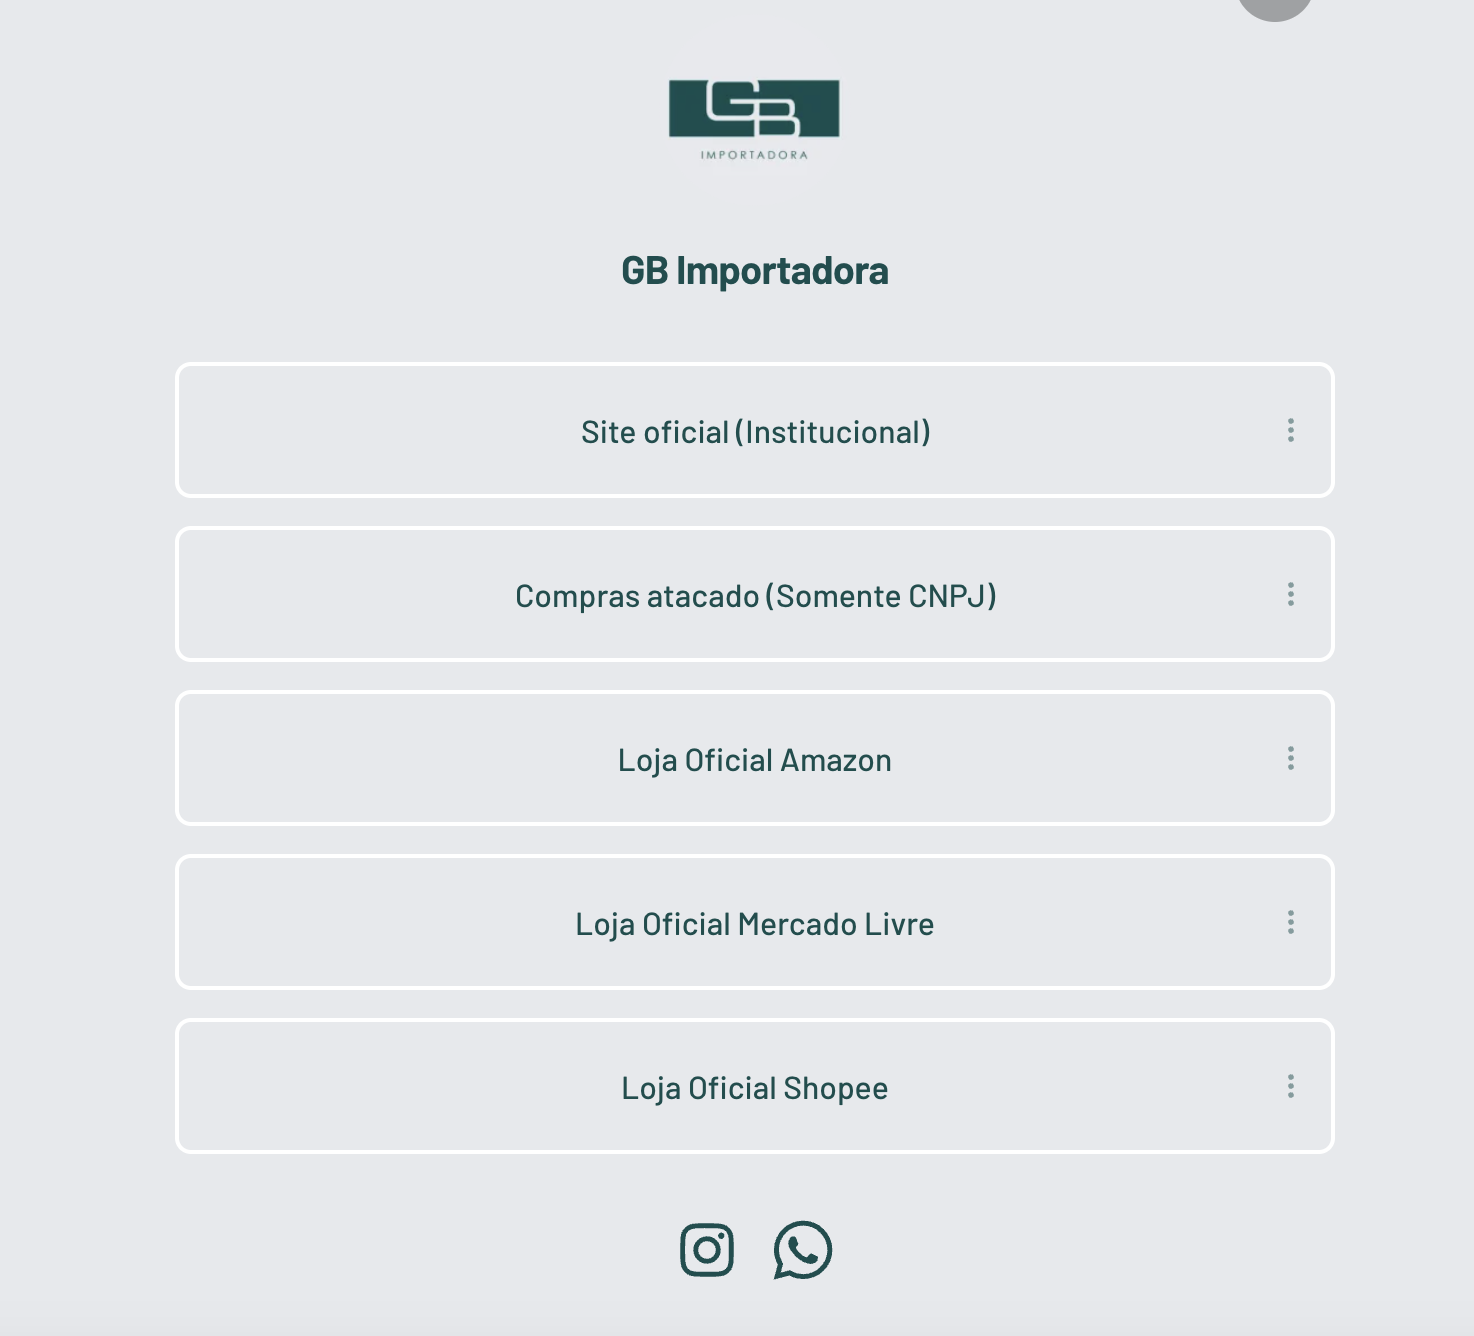 GB
IMPORTADORA
GB Importadora
Site oficial (Institucional)
Compras atacado (Somente CNPJ)
Loja Oficial Amazon
Loja Oficial Mercado Livre
Loja Oficial Shopee